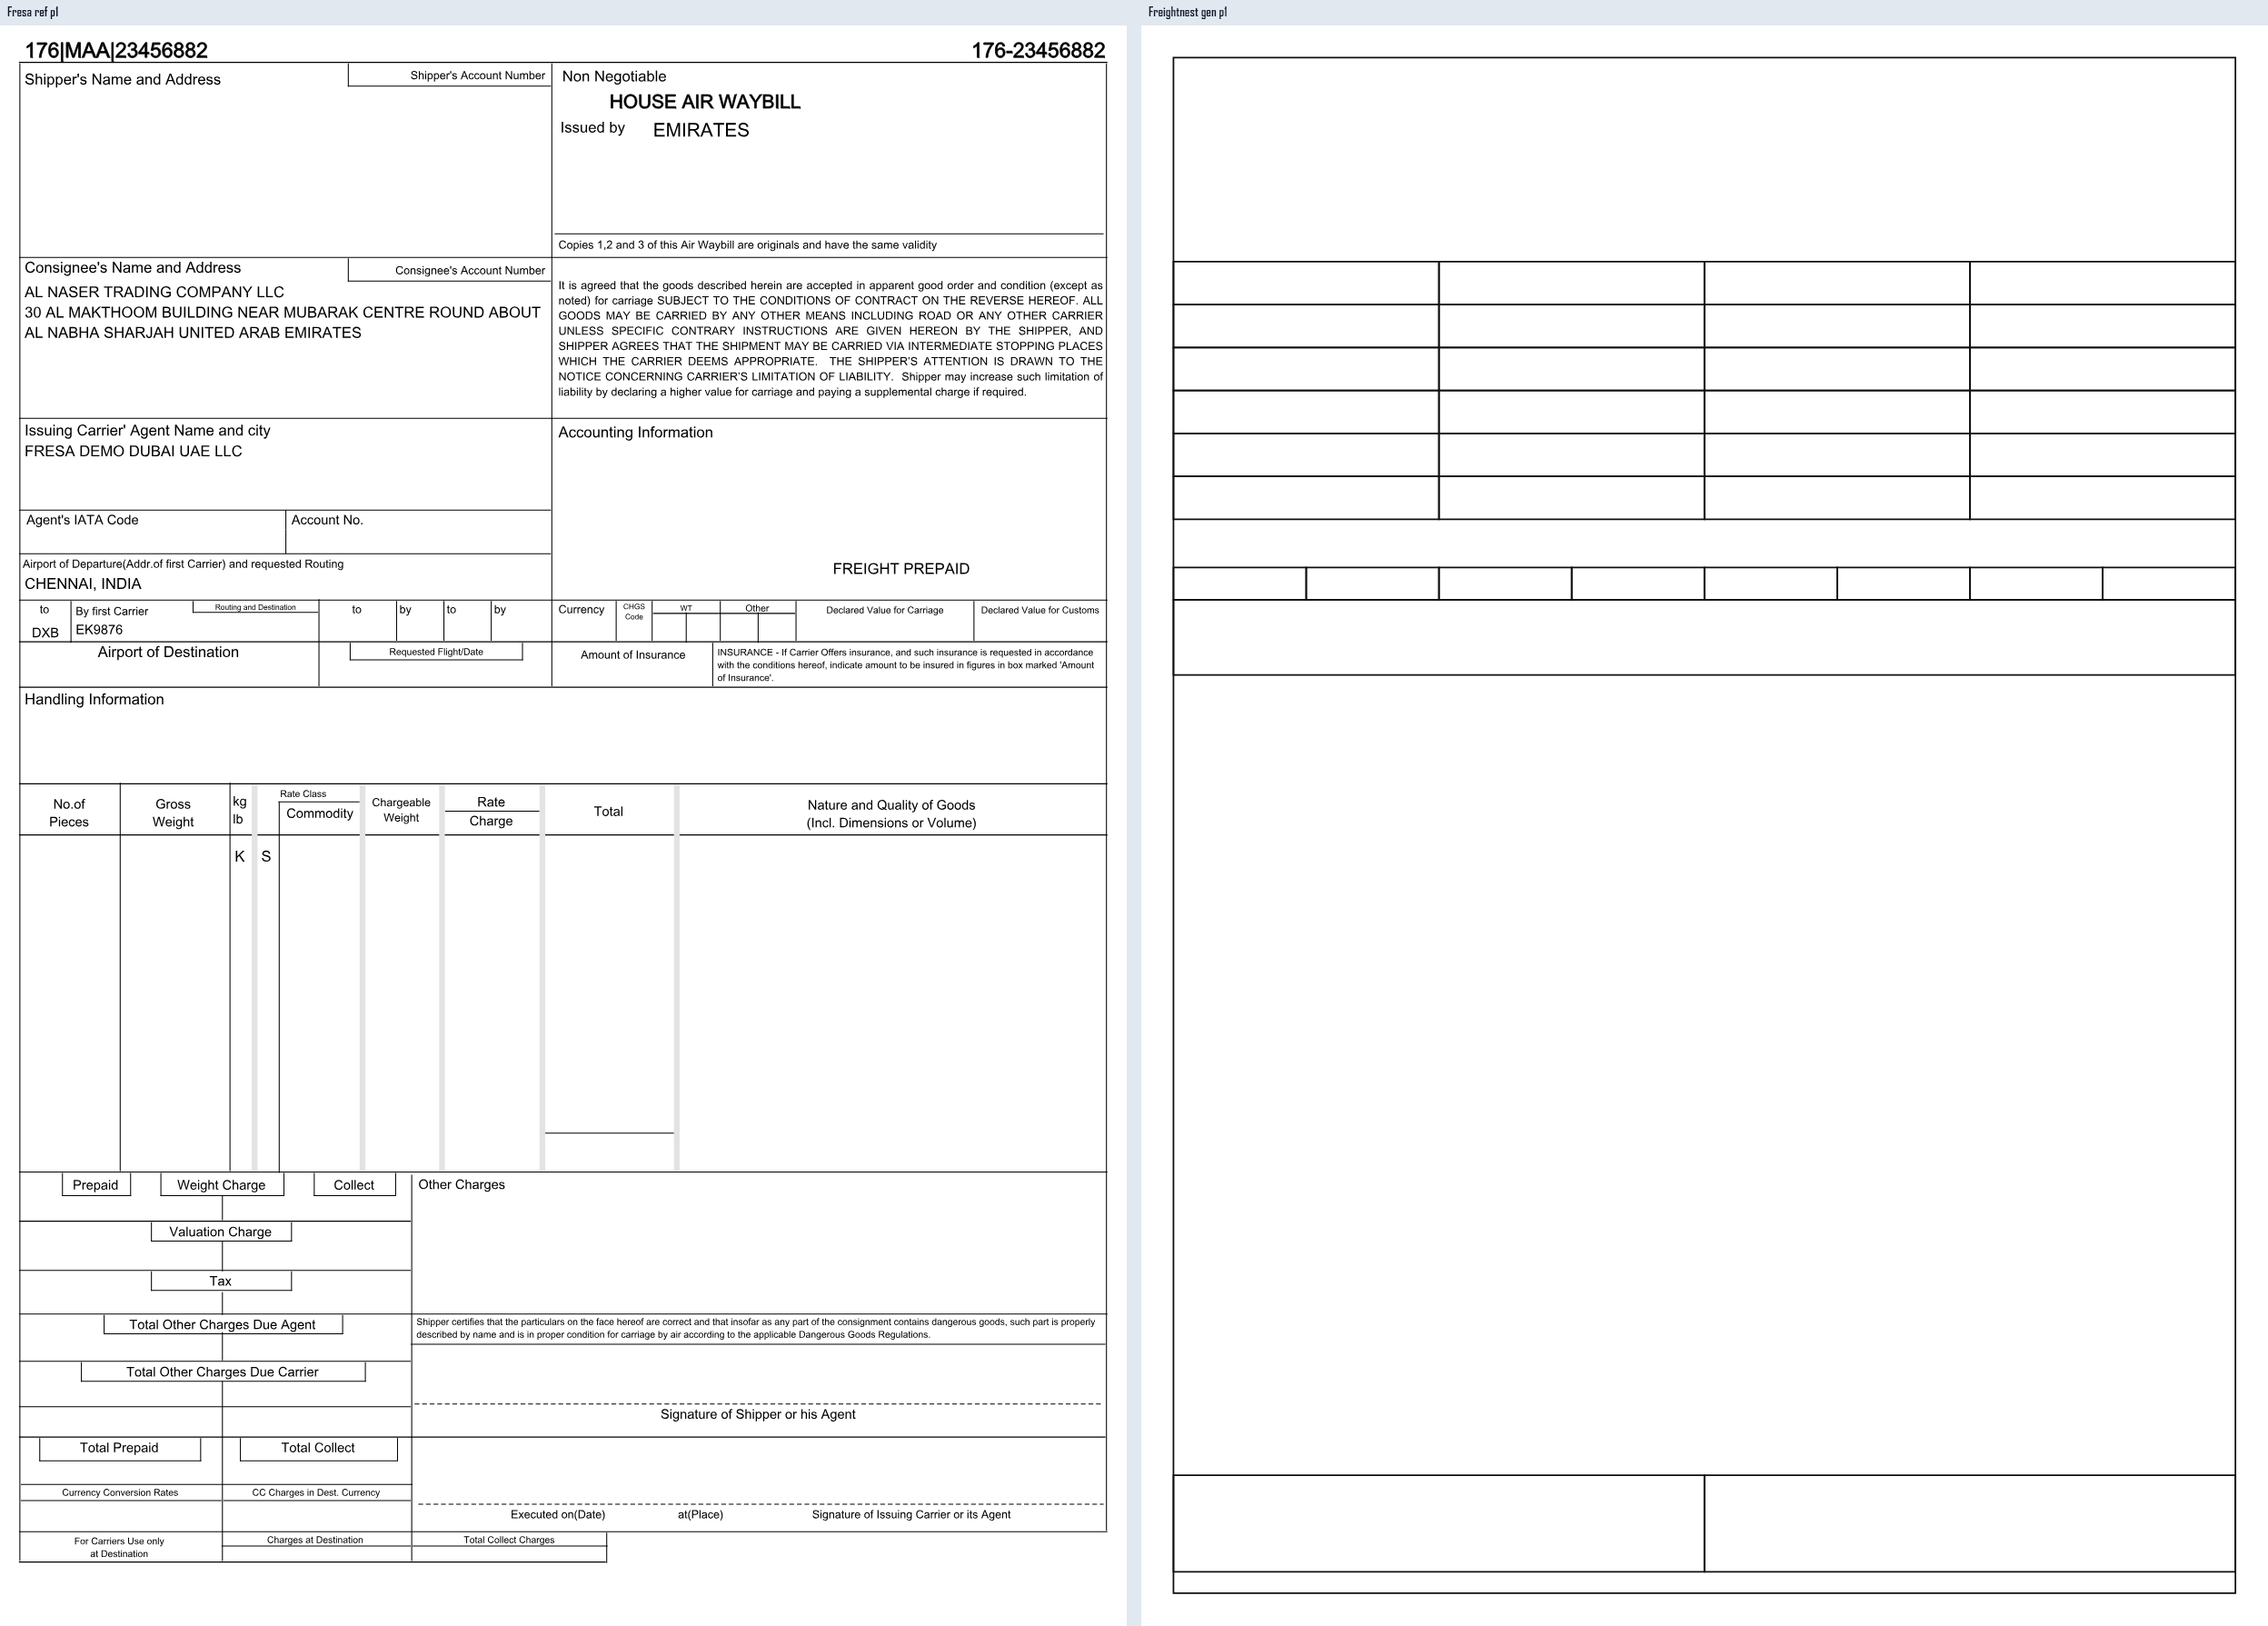 Fresa ref p1
Freightnest gen p1
176|MAA|23456882
176-23456882
Shipper's Name and Address
Shipper's Account Number
Non Negotiable
HOUSE AIR WAYBILL
Issued by EMIRATES
Copies 1,2 and 3 of this Air Waybill are originals and have the same validity
Consignee's Name and Address
Consignee's Account Number
AL NASER TRADING COMPANY LLC
30 AL MAKTHOOM BUILDING NEAR MUBARAK CENTRE ROUND ABOUT
AL NABHA SHARJAH UNITED ARAB EMIRATES
It is agreed that the goods described herein are accepted in apparent good order and condition (except as
noted) for carriage SUBJECT TO THE CONDITIONS OF CONTRACT ON THE REVERSE HEREOF. ALL
GOODS MAY BE CARRIED BY ANY OTHER MEANS INCLUDING ROAD OR ANY OTHER CARRIER
UNLESS SPECIFIC CONTRARY INSTRUCTIONS ARE GIVEN HEREON BY THE SHIPPER, AND
SHIPPER AGREES THAT THE SHIPMENT MAY BE CARRIED VIA INTERMEDIATE STOPPING PLACES
WHICH THE CARRIER DEEMS APPROPRIATE. THE SHIPPER'S ATTENTION IS DRAWN TO THE
NOTICE CONCERNING CARRIER'S LIMITATION OF LIABILITY. Shipper may increase such limitation of
liability by declaring a higher value for carriage and paying a supplemental charge if required.
Issuing Carrier' Agent Name and city
FRESA DEMO DUBAI UAE LLC
Accounting Information
Agent's IATA Code
Account No.
Airport of Departure(Addr.of first Carrier) and requested Routing
CHENNAI, INDIA
FREIGHT PREPAID
to
By first Carrier
Routing and Destination
to
by
to
by
DXB
EK9876
Currency
CHGS
Code
WT
Other
Declared Value for Carriage
Declared Value for Customs
Airport of Destination
Requested Flight/Date
Amount of Insurance
INSURANCE - If Carrier Offers insurance, and such insurance is requested in accordance
with the conditions hereof, indicate amount to be insured in figures in box marked 'Amount
of Insurance'.
Handling Information
No.of
Pieces
Gross
Weight
kg
lb
Rate Class
Commodity
Chargeable
Weight
Rate
Charge
Total
Nature and Quality of Goods
(Incl. Dimensions or Volume)
K
S
Prepaid
Weight Charge
Collect
Other Charges
Valuation Charge
Tax
Total Other Charges Due Agent
Shipper certifies that the particulars on the face hereof are correct and that insofar as any part of the consignment contains dangerous goods, such part is properly
described by name and is in proper condition for carriage by air according to the applicable Dangerous Goods Regulations.
Total Other Charges Due Carrier
Signature of Shipper or his Agent
Total Prepaid
Total Collect
Currency Conversion Rates
CC Charges in Dest. Currency
Executed on(Date)
at(Place)
Signature of Issuing Carrier or its Agent
For Carriers Use only
at Destination
Charges at Destination
Total Collect Charges